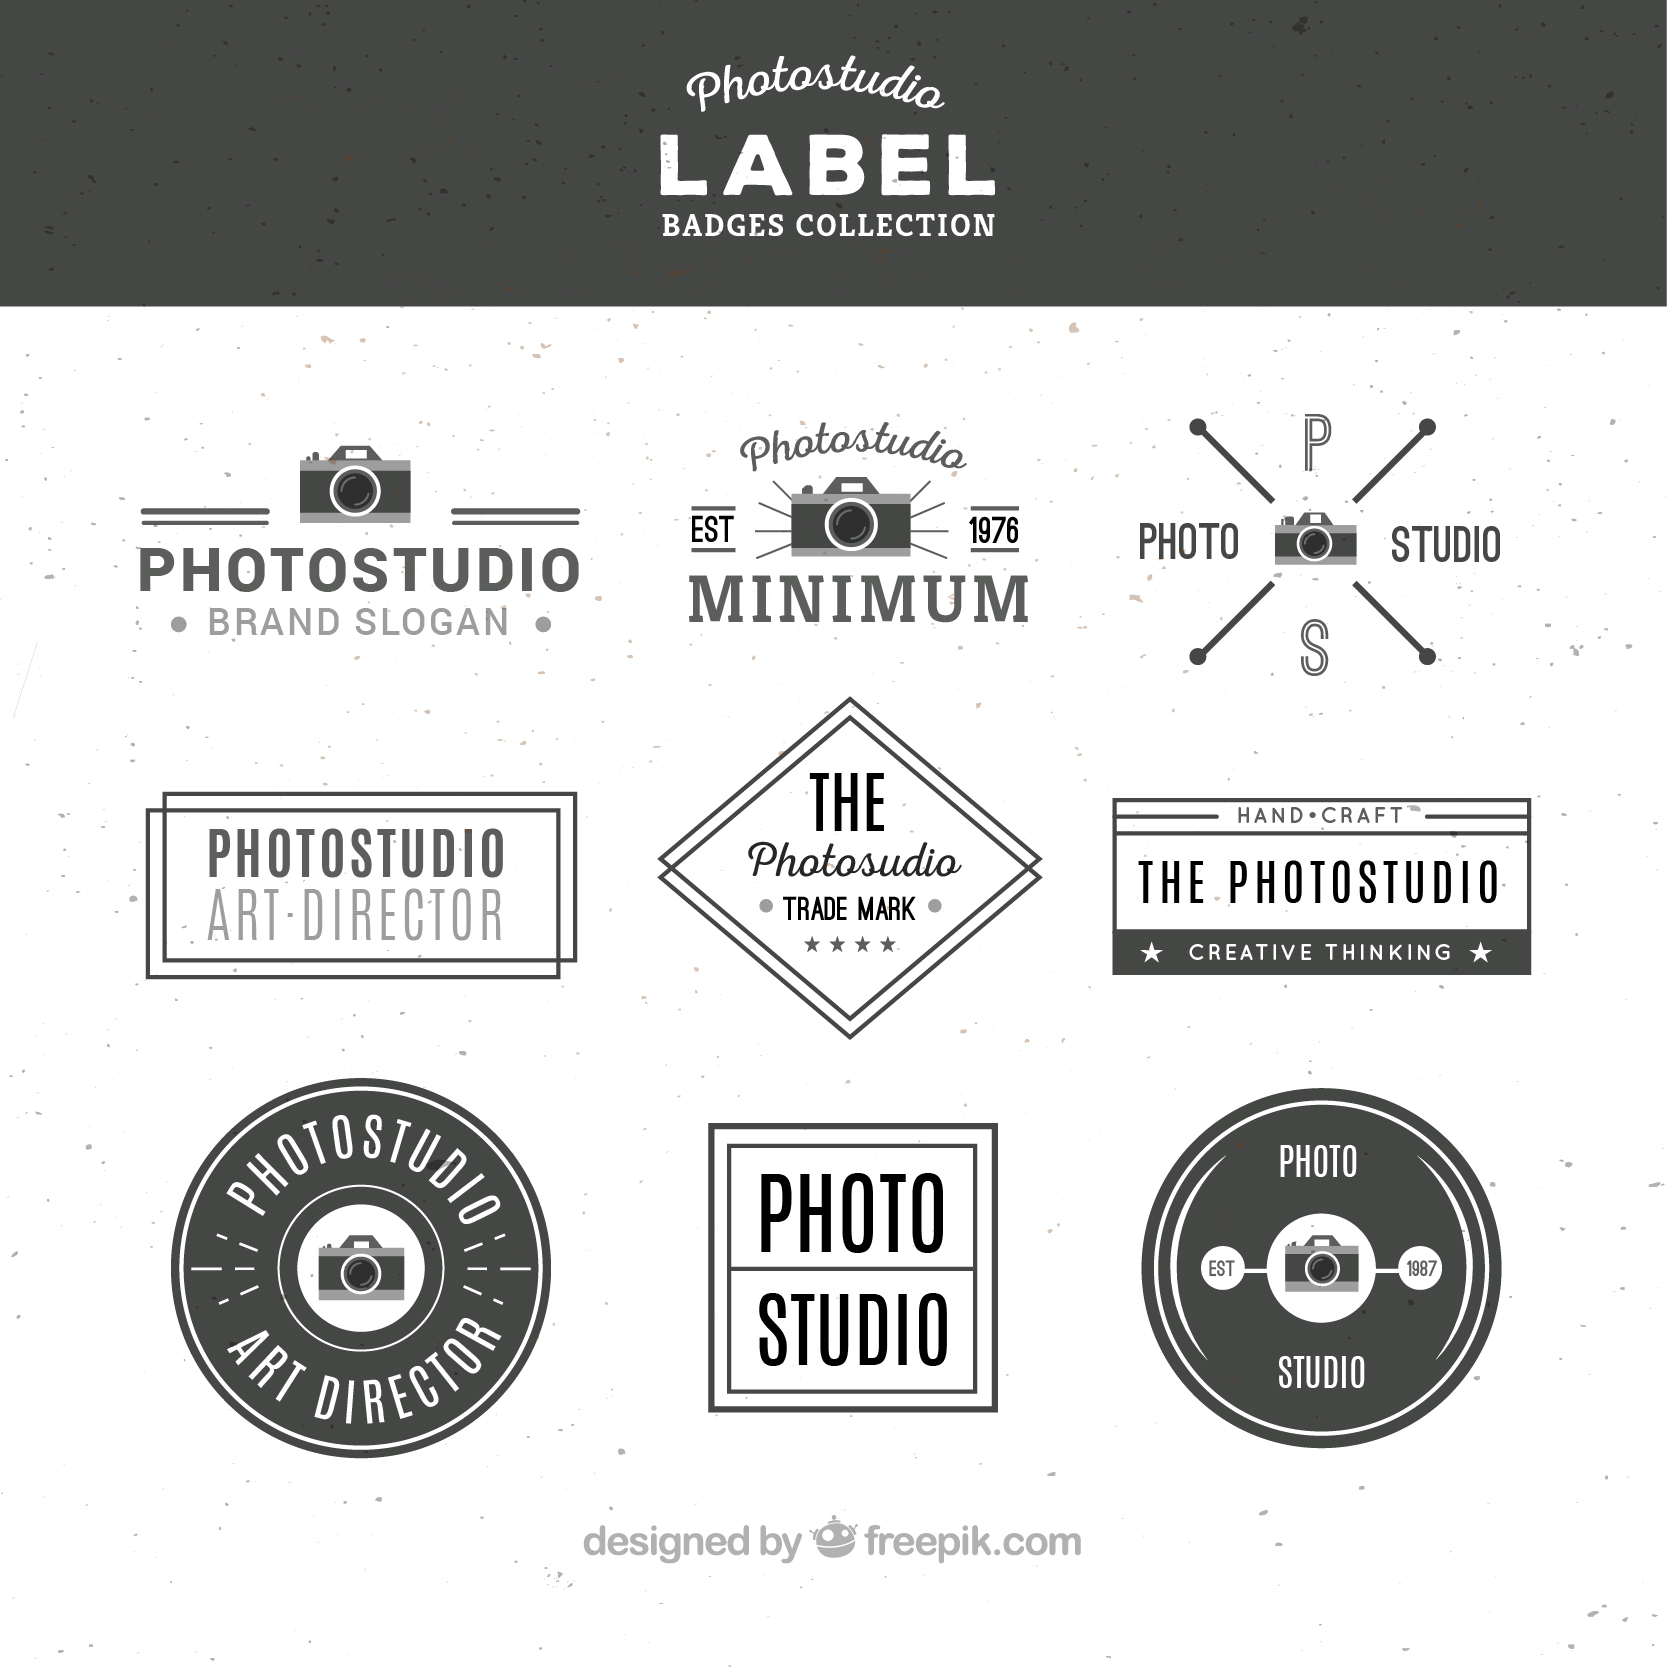 Photostudio
LABEL
BADGES COLLECTION
PHOTOSTUDIO
BRAND SLOGAN
Photostudio
EST 1976
MINIMUM
P
PHOTO STUDIO
S
PHOTOSTUDIO
ART·DIRECTOR
THE
Photosudio
TRADE MARK
HAND•CRAFT
THE PHOTOSTUDIO
CREATIVE THINKING
PHOTOSTUDIO
ART DIRECTOR
PHOTO
STUDIO
PHOTO
EST 1987
STUDIO
designed by freepik.com